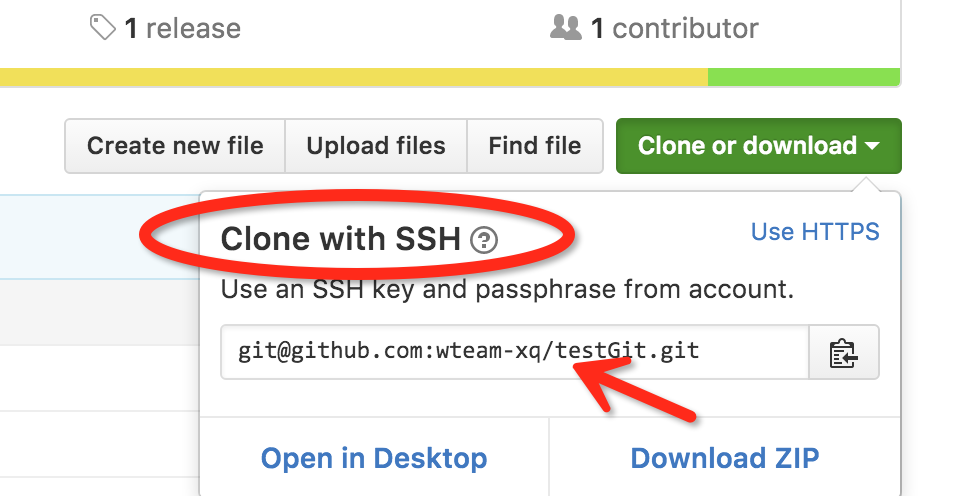 1 release
1 contributor
Create new file
Upload files
Find file
Clone or download
Clone with SSH ?
Use HTTPS
Use an SSH key and passphrase from account.
git@github.com:wteam-xq/testGit.git
Open in Desktop
Download ZIP